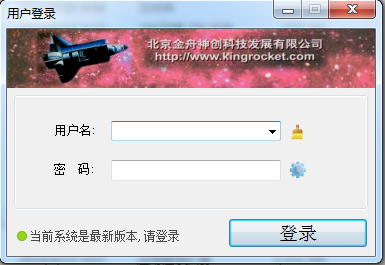 用户登录
北京金舟神创科技发展有限公司
http://www.kingrocket.com
用户名:
密 码:
当前系统是最新版本,请登录
登录